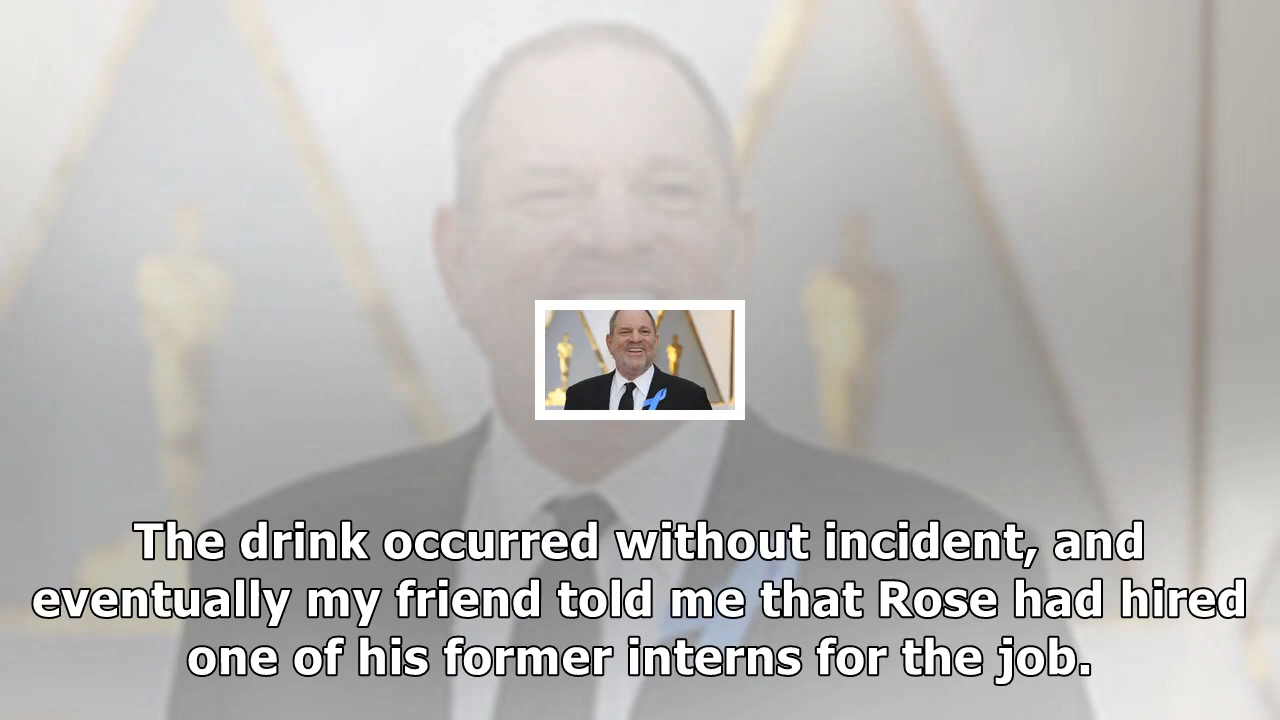 The drink occurred without incident, and
eventually my friend told me that Rose had hired
one of his former interns for the job.